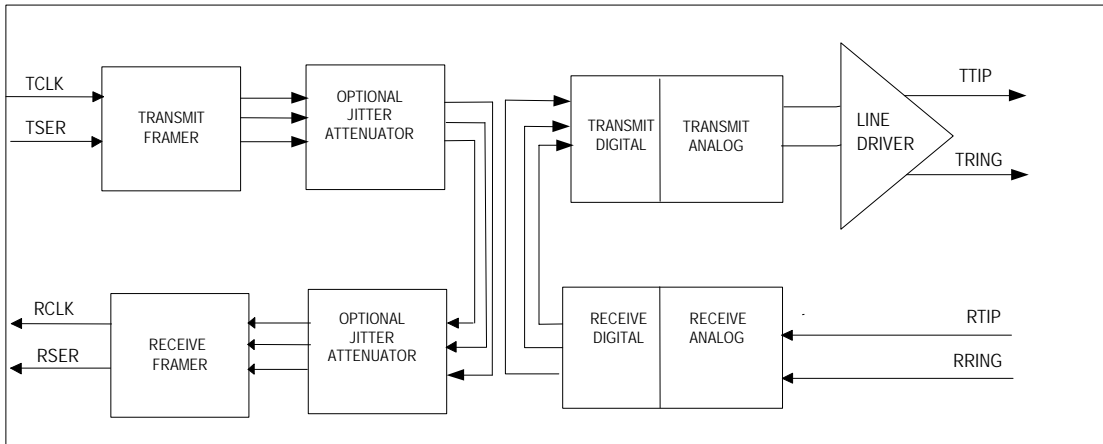 TCLK
TSER
TRANSMIT
FRAMER
OPTIONAL
JITTER
ATTENUATOR
TRANSMIT
DIGITAL
TRANSMIT
ANALOG
LINE
DRIVER
TTIP
TRING
RCLK
RSER
RECEIVE
FRAMER
OPTIONAL
JITTER
ATTENUATOR
RECEIVE
DIGITAL
RECEIVE
ANALOG
RTIP
RRING